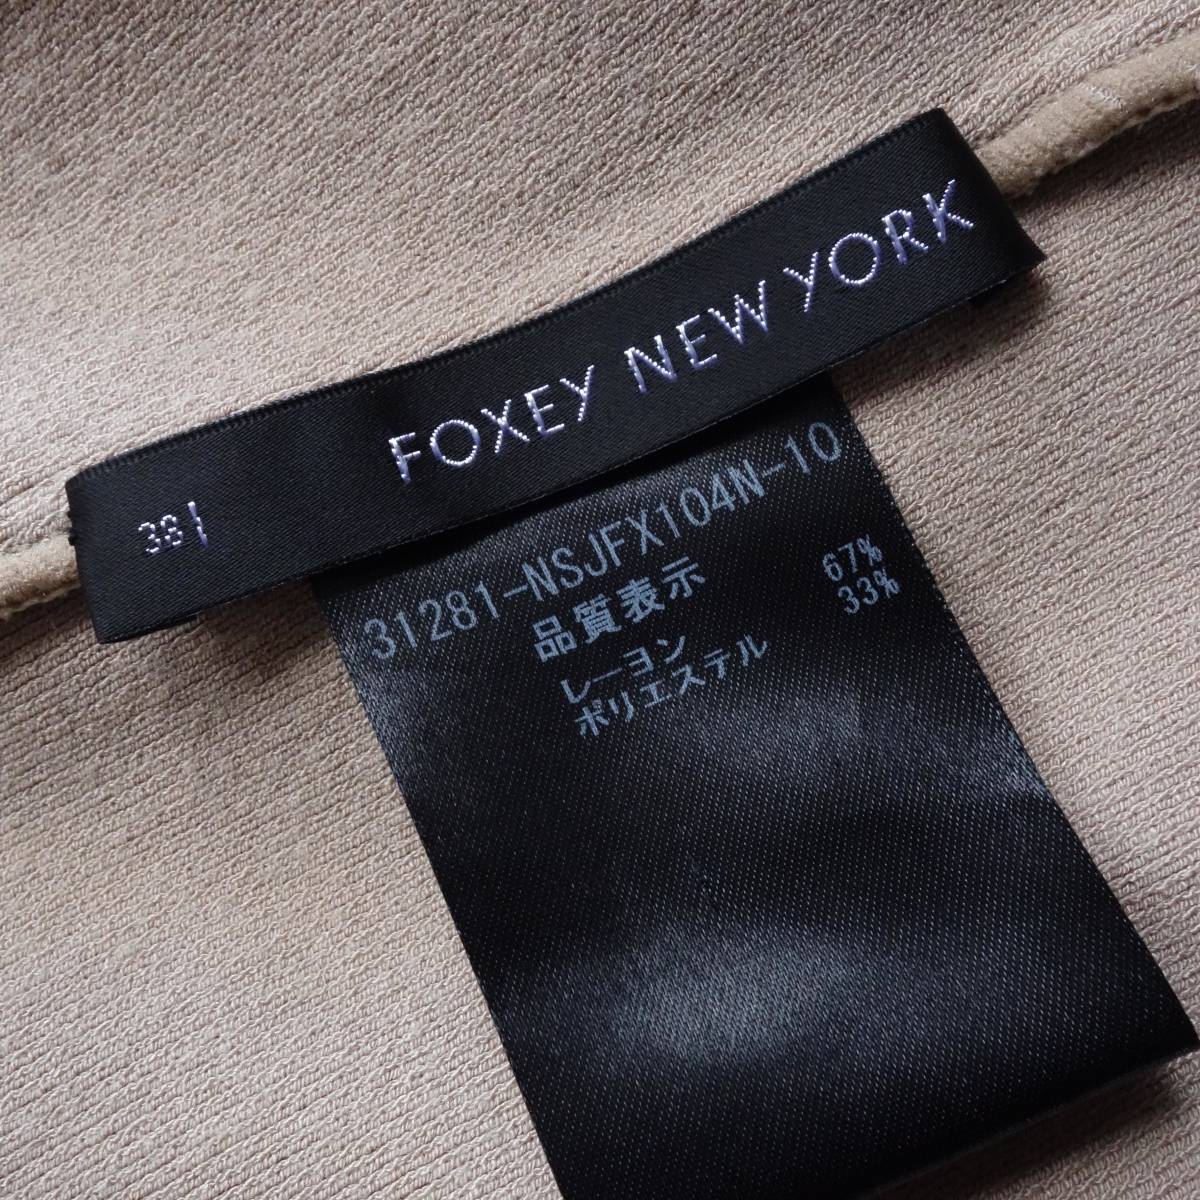 FOXEY NEW YORK
38
31281-NSJFX104N-10
品質表示
レーヨン 67%
ポリエステル 33%